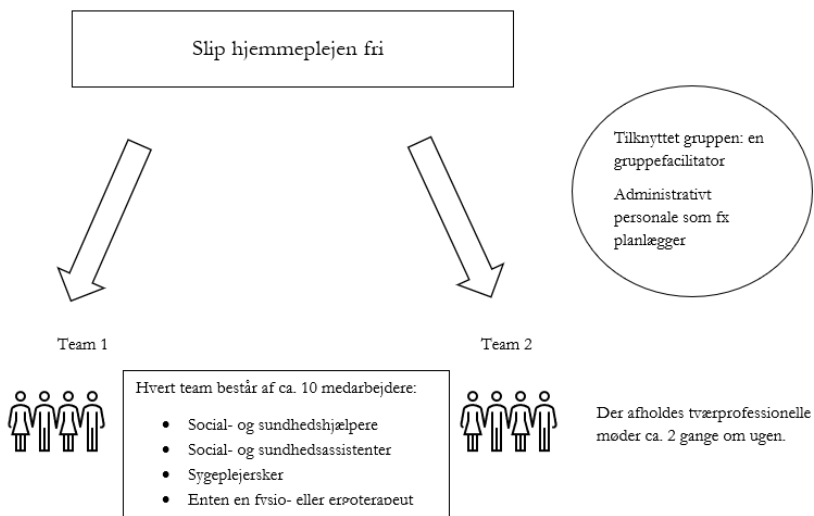 Slip hjemmeplejen fri
Tilknyttet gruppen: en
gruppefacilitator
Administrativt
personale som fx
planlægger
Team 1
Team 2
Hvert team består af ca. 10 medarbejdere:
• Social- og sundhedshjælpere
• Social- og sundhedsassistenter
• Sygeplejersker
• Enten en fysio- eller ergoterapeut
Der afholdes tværprofessionelle
møder ca. 2 gange om ugen.